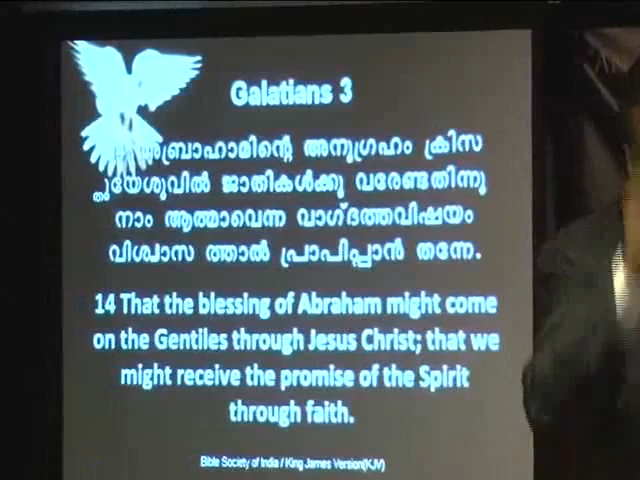 Galatians 3
അബ്രാഹാമിന്റെ അനുഗ്രഹം ക്രിസ
്തുയേശുവിൽ ജാതികൾക്കു വരേണ്ടതിന്നു
നാം ആത്മാവെന്ന വാഗ്ദത്തവിഷയം
വിശ്വാസ ത്താൽ പ്രാപിപ്പാൻ തന്നേ.
14 That the blessing of Abraham might come
on the Gentiles through Jesus Christ; that we
might receive the promise of the Spirit
through faith.
Bible Society of India / King James Version(KJV)